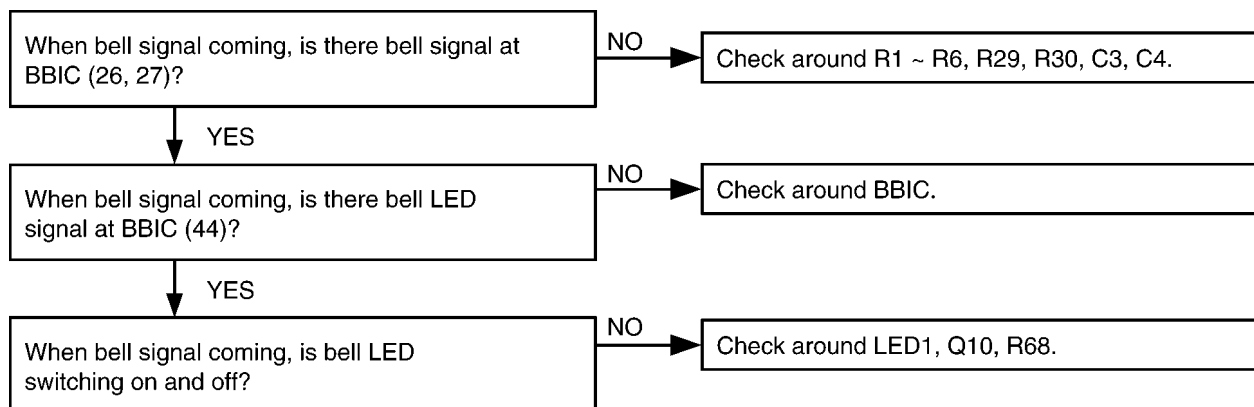 When bell signal coming, is there bell signal at
BBIC (26, 27)?
NO
Check around R1 ~ R6, R29, R30, C3, C4.
YES
When bell signal coming, is there bell LED
signal at BBIC (44)?
NO
Check around BBIC.
YES
When bell signal coming, is bell LED
switching on and off?
NO
Check around LED1, Q10, R68.